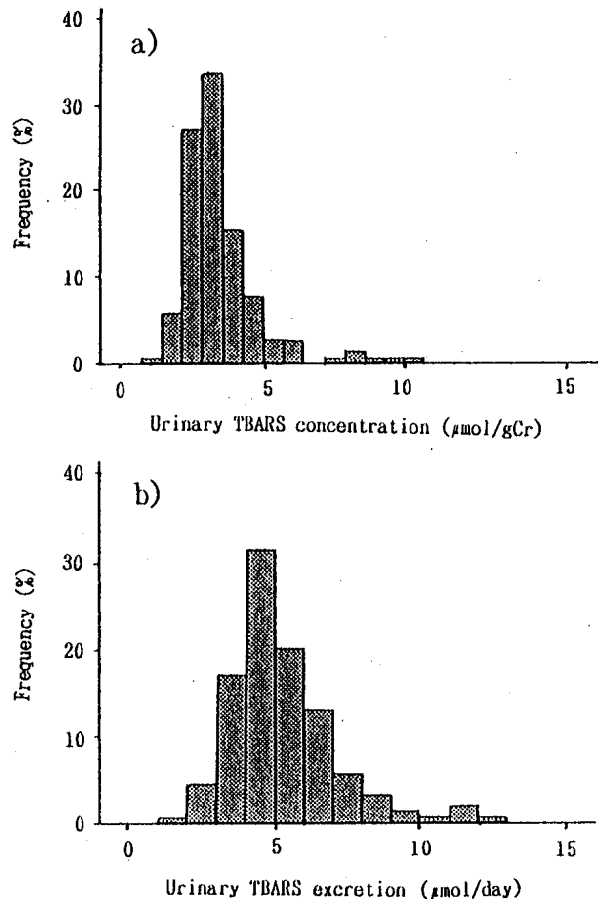 a)
40
30
20
10
0
Frequency (%)
0 5 10 15
Urinary TBARS concentration (μmol/gCr)
b)
40
30
20
10
0
Frequency (%)
0 5 10 15
Urinary TBARS excretion (μmol/day)